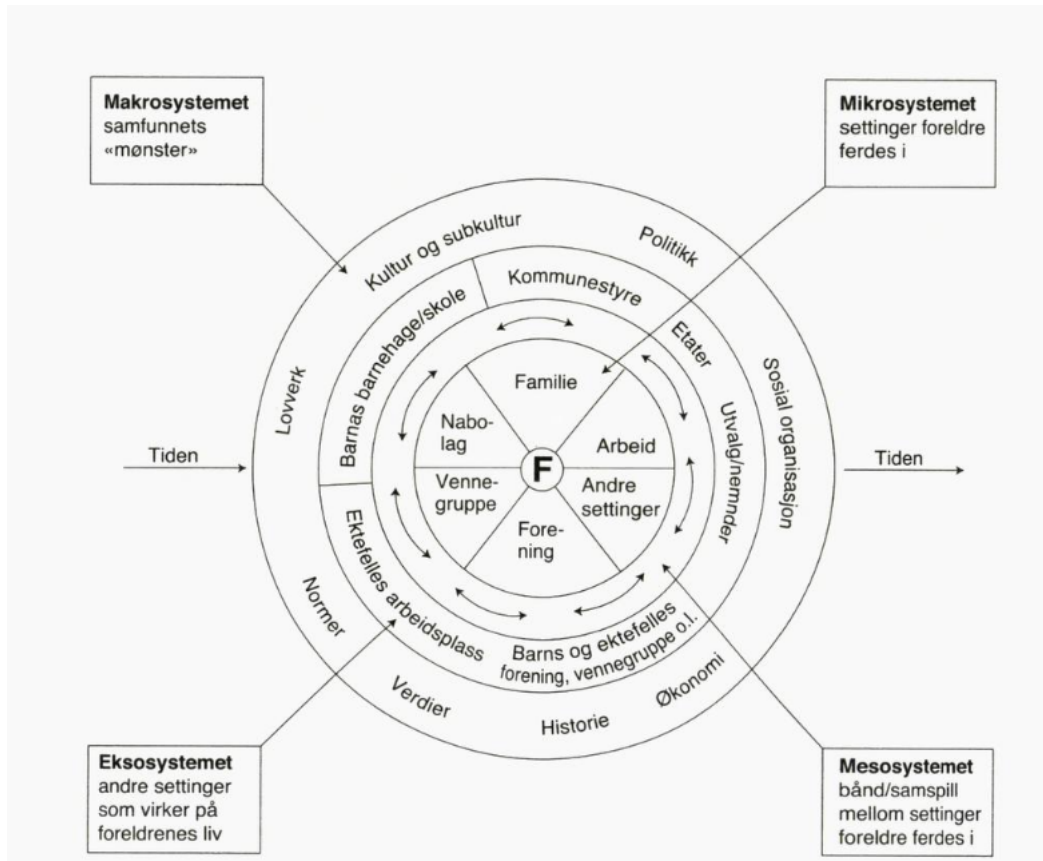 Makrosystemet
samfunnets
«mønster»
Mikrosystemet
settinger foreldre
ferdes i
Kultur og subkultur
Politikk
Barnas barnehage/skole
Kommunestyre
Etater
Lovverk
Sosial organisasjon
Familie
Nabo-
lag
Arbeid
Utvalg/nemnder
Tiden
Tiden
F
Venne-
gruppe
Andre
settinger
Fore-
ning
Ektefelles arbeidsplass
Barns og ektefelles
forening, vennegruppe o.l.
Normer
Verdier
Historie
Økonomi
Eksosystemet
andre settinger
som virker på
foreldrenes liv
Mesosystemet
bånd/samspill
mellom settinger
foreldre ferdes i